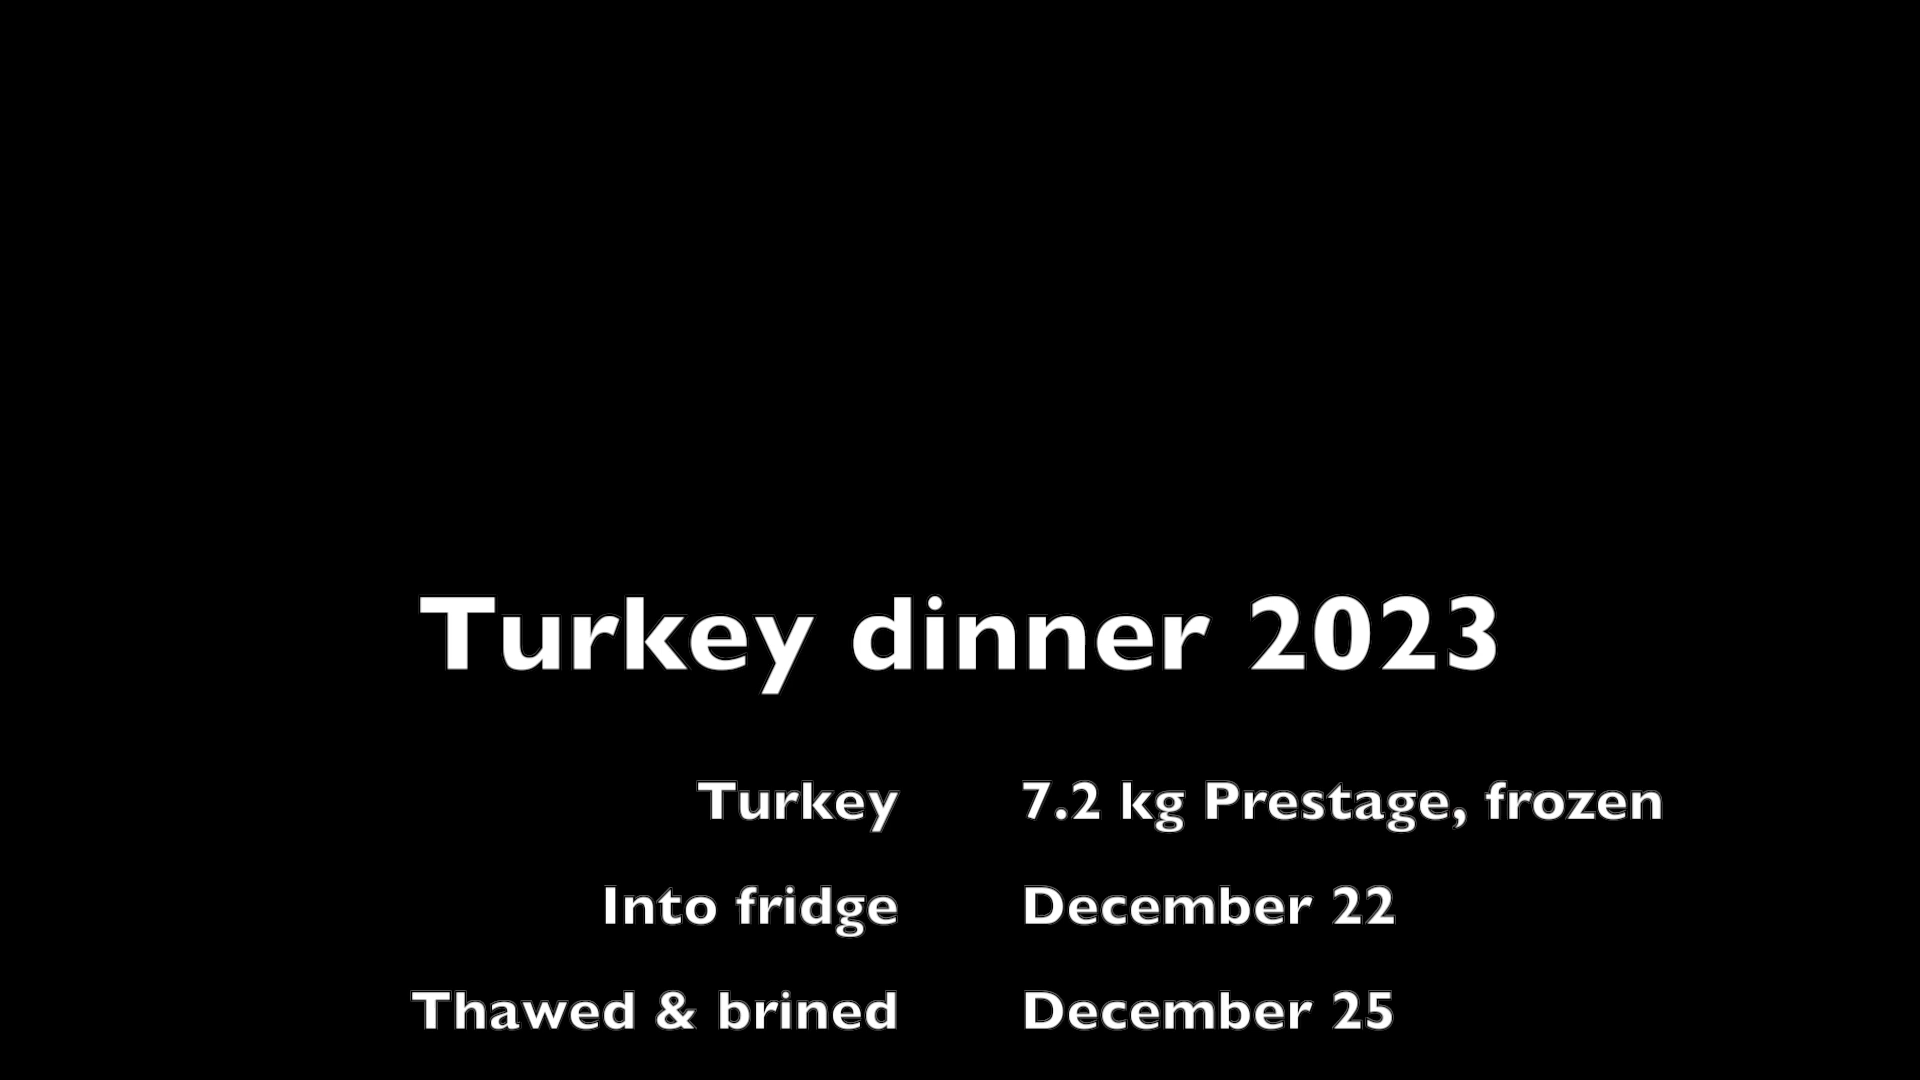 Turkey dinner 2023
Turkey 7.2 kg Prestage, frozen
Into fridge December 22
Thawed & brined December 25